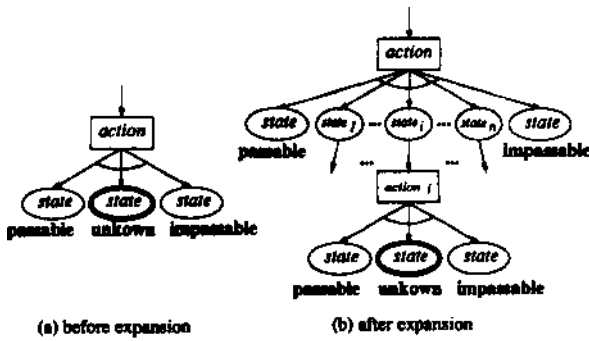 action
state
passable
state
unkown
state
impassable
(a) before expansion
action
state
passable
state 1
...
state i
...
state n
state
impassable
...
...
action i
state
passable
state
unkown
state
impassable
(b) after expansion